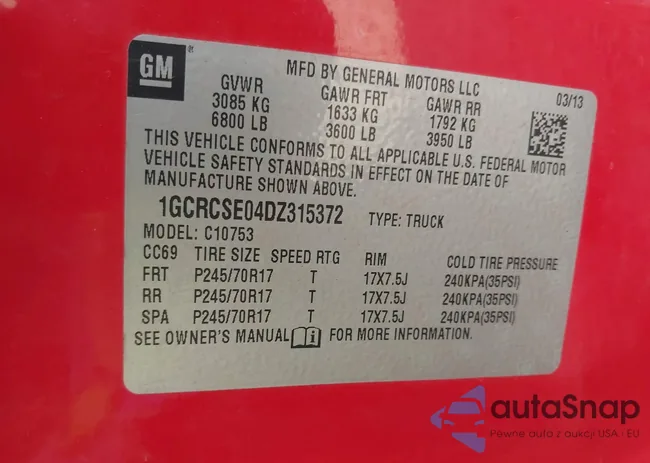 GM
MFD BY GENERAL MOTORS LLC
03/13
GVWR GAWR FRT GAWR RR
3085 KG 1633 KG 1792 KG
6800 LB 3600 LB 3950 LB
THIS VEHICLE CONFORMS TO ALL APPLICABLE U.S. FEDERAL MOTOR
VEHICLE SAFETY STANDARDS IN EFFECT ON THE DATE OF
MANUFACTURE SHOWN ABOVE.
1GCRCSE04DZ315372 TYPE: TRUCK
MODEL: C10753
CC69 TIRE SIZE SPEED RTG RIM COLD TIRE PRESSURE
FRT P245/70R17 T 17X7.5J 240KPA(35PSI)
RR P245/70R17 T 17X7.5J 240KPA(35PSI)
SPA P245/70R17 T 17X7.5J 240KPA(35PSI)
SEE OWNER'S MANUAL i FOR MORE INFORMATION.
autaSnap
Pewne auta z aukcji USA i EU